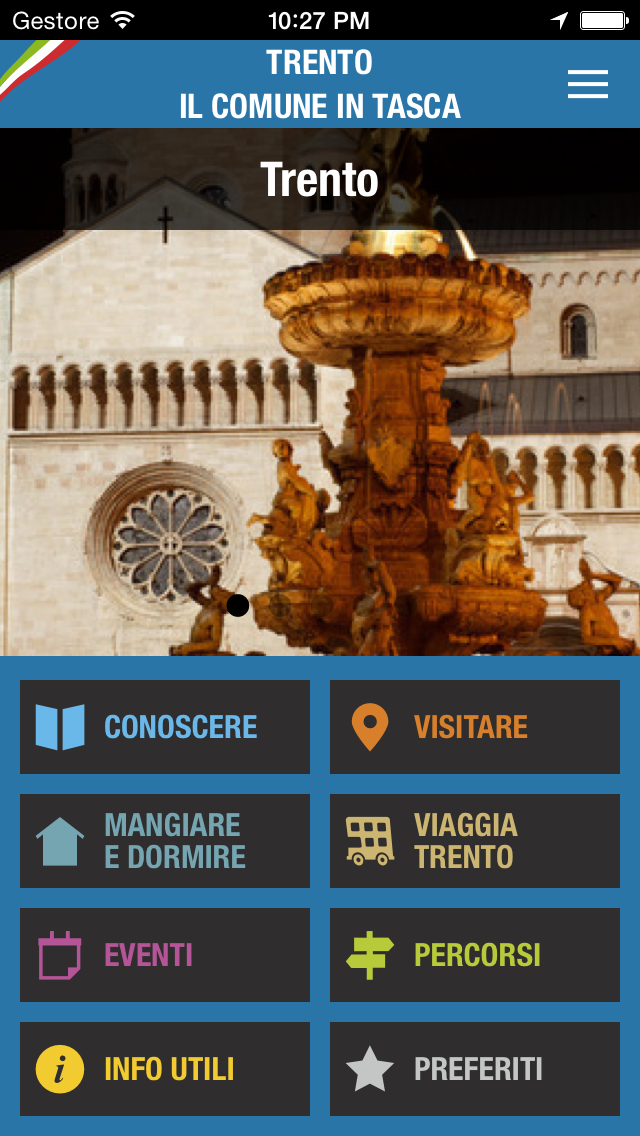 Gestore 10:27 PM
TRENTO
IL COMUNE IN TASCA
Trento
CONOSCERE
VISITARE
MANGIARE
E DORMIRE
VIAGGIA
TRENTO
EVENTI
PERCORSI
i INFO UTILI
PREFERITI